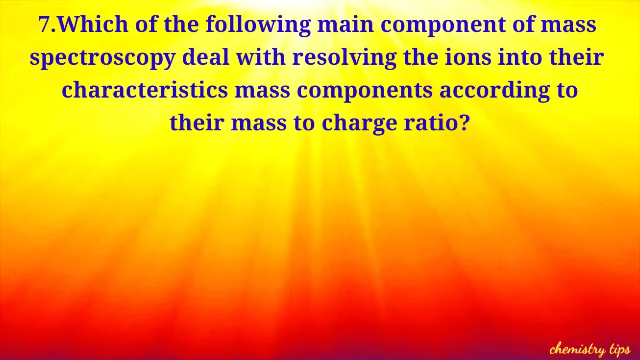 7.Which of the following main component of mass
spectroscopy deal with resolving the ions into their
characteristics mass components according to
their mass to charge ratio?
chemistry tips